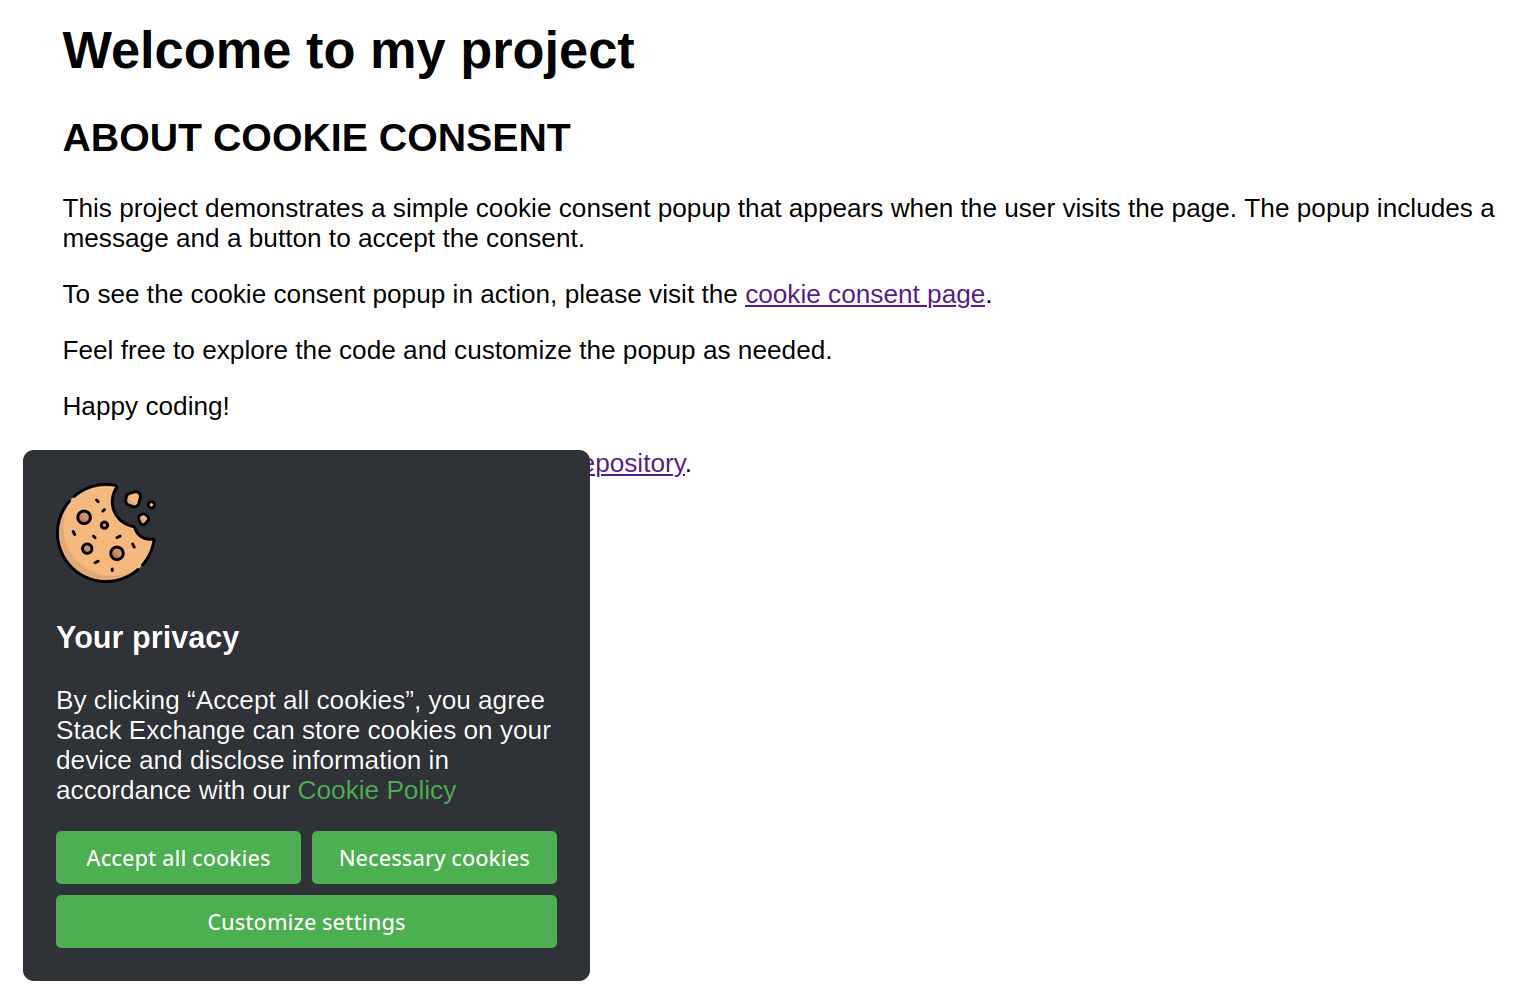 Welcome to my project
ABOUT COOKIE CONSENT
This project demonstrates a simple cookie consent popup that appears when the user visits the page. The popup includes a
message and a button to accept the consent.
To see the cookie consent popup in action, please visit the cookie consent page.
Feel free to explore the code and customize the popup as needed.
Happy coding!
epository.
Your privacy
By clicking “Accept all cookies”, you agree
Stack Exchange can store cookies on your
device and disclose information in
accordance with our Cookie Policy
Accept all cookies Necessary cookies
Customize settings